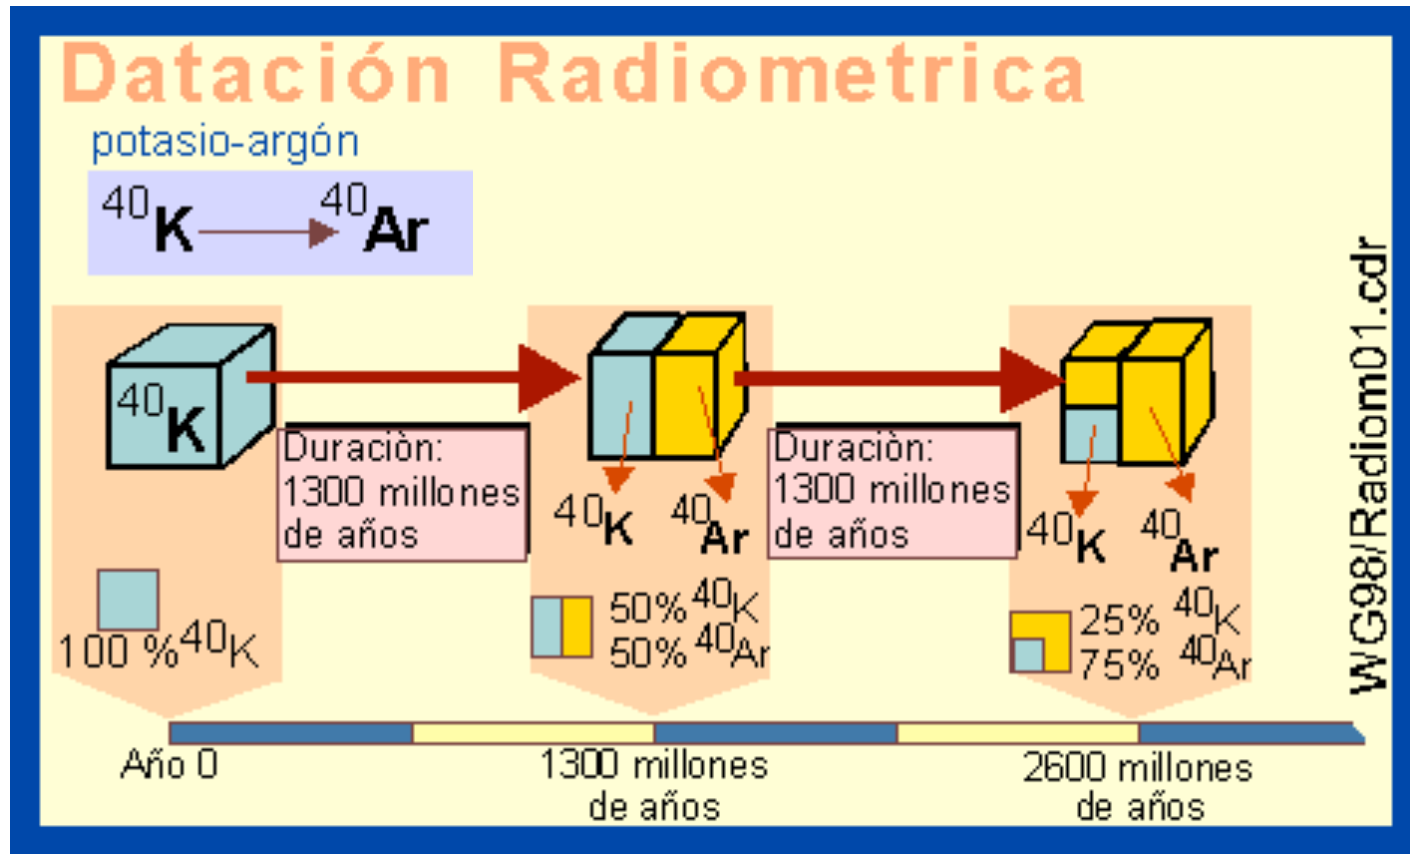 Datación Radiometrica
potasio-argón
40K → 40Ar
40K
Duraciòn:
1300 millones
de años
40K 40Ar
Duraciòn:
1300 millones
de años
40K 40Ar
100 % 40K
50% 40K
50% 40Ar
25% 40K
75% 40Ar
Año 0
1300 millones
de años
2600 millones
de años
WG98/Radiom01.cdr